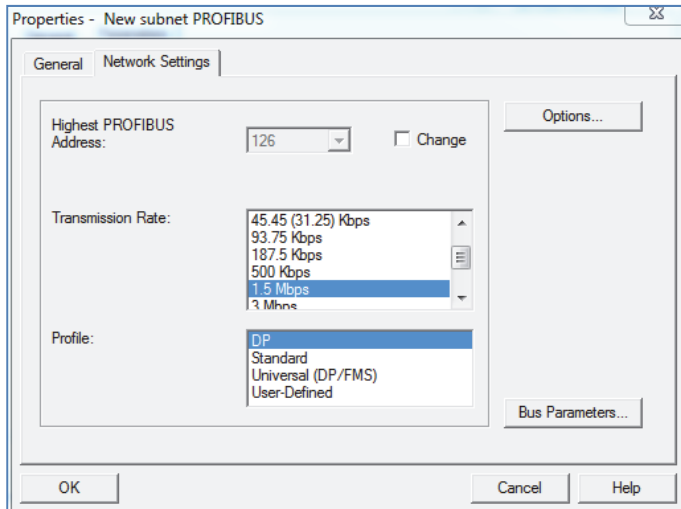 Properties - New subnet PROFIBUS
General
Network Settings
Highest PROFIBUS
Address:
126
Change
Options...
Transmission Rate:
45.45 (31.25) Kbps
93.75 Kbps
187.5 Kbps
500 Kbps
1.5 Mbps
3 Mbps
Profile:
DP
Standard
Universal (DP/FMS)
User-Defined
Bus Parameters...
OK
Cancel
Help